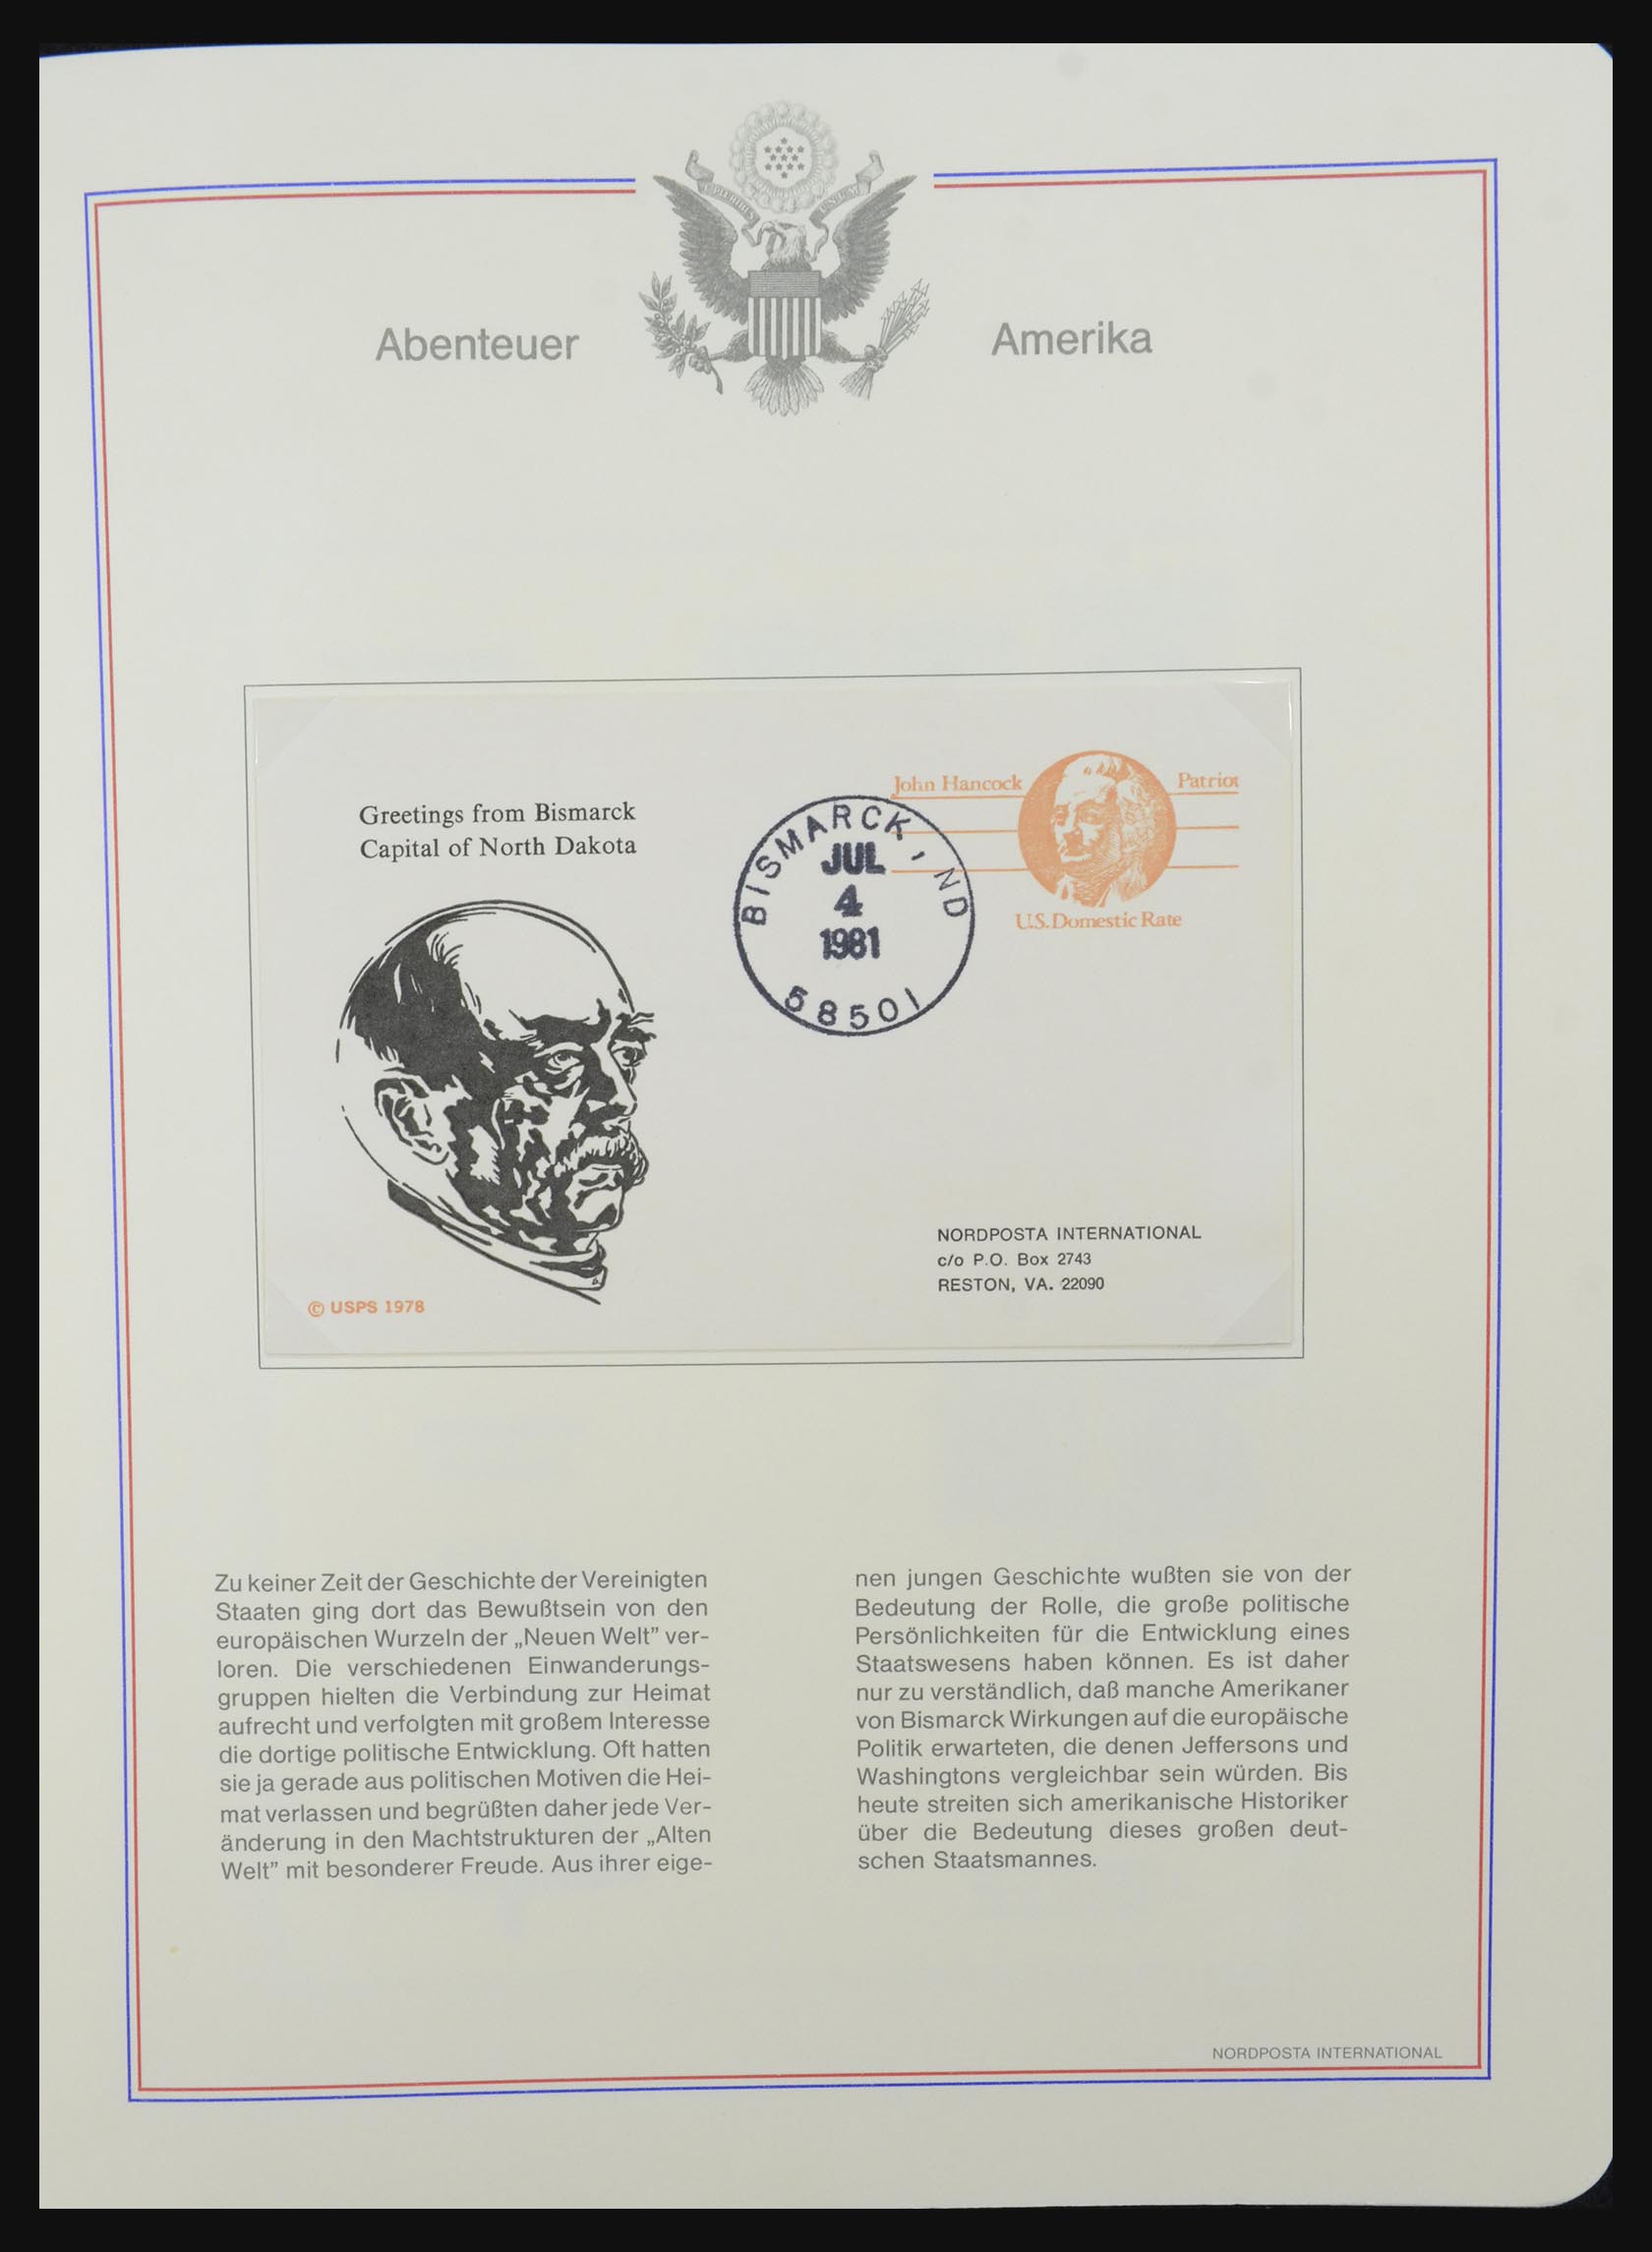 Abenteuer
Amerika
Greetings from Bismarck
Capital of North Dakota
John Hancock
Patriot
U.S. Domestic Rate
BISMARCK, ND
JUL
4
1981
58501
NORDPOSTA INTERNATIONAL
c/o P.O. Box 2743
RESTON, VA. 22090
© USPS 1978
Zu keiner Zeit der Geschichte der Vereinigten
Staaten ging dort das Bewußtsein von den
europäischen Wurzeln der „Neuen Welt” ver-
loren. Die verschiedenen Einwanderungs-
gruppen hielten die Verbindung zur Heimat
aufrecht und verfolgten mit großem Interesse
die dortige politische Entwicklung. Oft hatten
sie ja gerade aus politischen Motiven die Hei-
mat verlassen und begrüßten daher jede Ver-
änderung in den Machtstrukturen der „Alten
Welt” mit besonderer Freude. Aus ihrer eige-
nen jungen Geschichte wußten sie von der
Bedeutung der Rolle, die große politische
Persönlichkeiten für die Entwicklung eines
Staatswesens haben können. Es ist daher
nur zu verständlich, daß manche Amerikaner
von Bismarck Wirkungen auf die europäische
Politik erwarteten, die denen Jeffersons und
Washingtons vergleichbar sein würden. Bis
heute streiten sich amerikanische Historiker
über die Bedeutung dieses großen deut-
schen Staatsmannes.
NORDPOSTA INTERNATIONAL